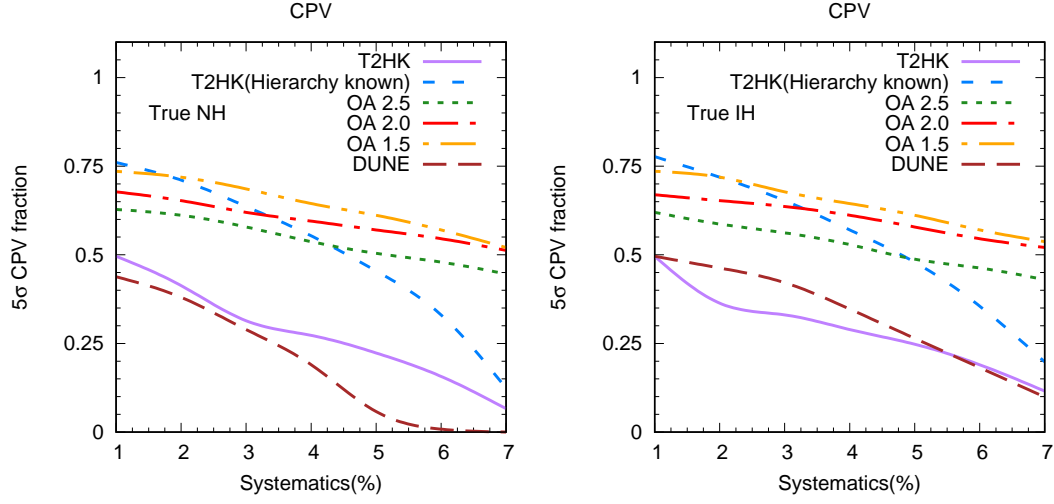 CPV
5σ CPV fraction
1
0.75
0.5
0.25
0
True NH
T2HK
T2HK(Hierarchy known)
OA 2.5
OA 2.0
OA 1.5
DUNE
1 2 3 4 5 6 7
Systematics(%)
CPV
5σ CPV fraction
1
0.75
0.5
0.25
0
True IH
T2HK
T2HK(Hierarchy known)
OA 2.5
OA 2.0
OA 1.5
DUNE
1 2 3 4 5 6 7
Systematics(%)